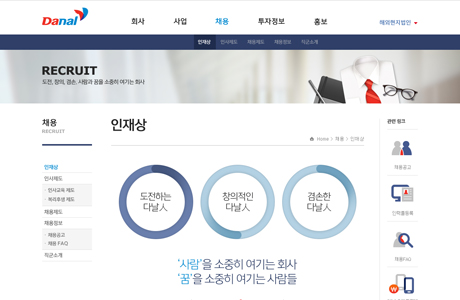 Danal
회사 사업 채용 투자정보 홍보
해외현지법인
인재상 인사제도 채용제도 채용정보 직군소개
RECRUIT
도전, 창의, 겸손, 사람과 꿈을 소중히 여기는 회사
채용
RECRUIT
인재상
인사제도
인사교육 제도
복리후생 제도
채용제도
채용정보
채용공고
채용 FAQ
직군소개
인재상
Home > 채용 > 인재상
도전하는
다날人
창의적인
다날人
겸손한
다날人
'사람'을 소중히 여기는 회사
'꿈'을 소중히 여기는 사람들
관련 링크
채용공고
인력풀등록
채용FAQ